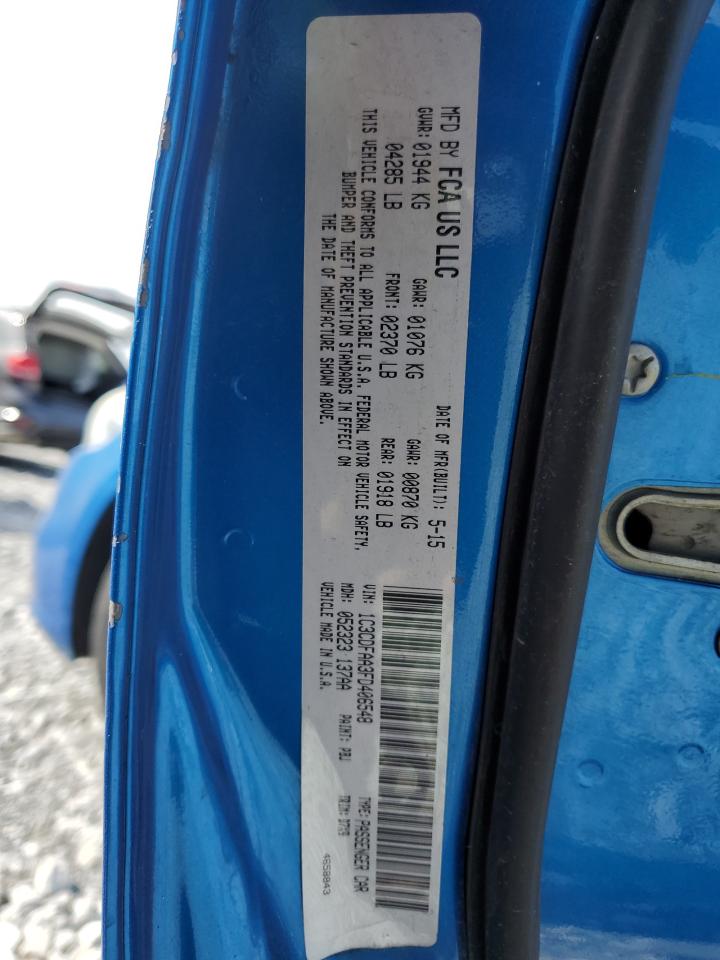 MFD BY FCA US LLC
DATE OF MFR(BUILT): 5-15
GVWR: 01944 KG GAWR: 01076 KG GAWR: 00870 KG
04285 LB FRONT: 02370 LB REAR: 01918 LB
THIS VEHICLE CONFORMS TO ALL APPLICABLE U.S.A. FEDERAL MOTOR VEHICLE SAFETY,
BUMPER AND THEFT PREVENTION STANDARDS IN EFFECT ON
THE DATE OF MANUFACTURE SHOWN ABOVE.
VIN: 1C3CDFAA3FD406548 TYPE: PASSENGER CAR
MDH: 052323 137AA PAINT: PBJ TRIM: D7X9
VEHICLE MADE IN U.S.A.
4658843